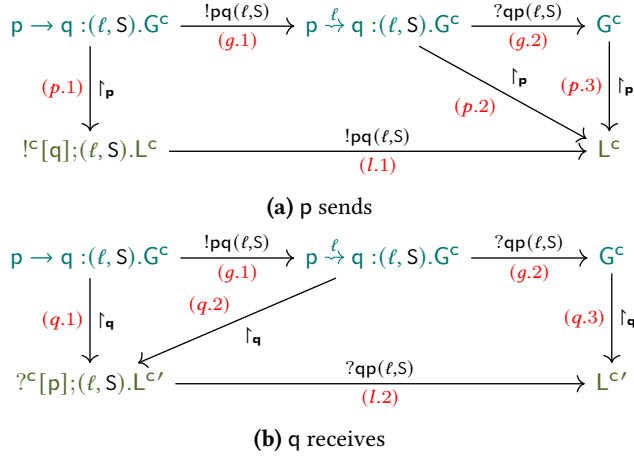 p → q :(ℓ, S).Gᶜ !pq(ℓ,S) p ⇝ˡ q :(ℓ, S).Gᶜ ?qp(ℓ,S) Gᶜ
(g.1) (g.2)
(p.1) ↾p (p.2) ↾p (p.3) ↾p
!ᶜ[q];(ℓ, S).Lᶜ !pq(ℓ,S) Lᶜ
(l.1)
(a) p sends
p → q :(ℓ, S).Gᶜ !pq(ℓ,S) p ⇝ˡ q :(ℓ, S).Gᶜ ?qp(ℓ,S) Gᶜ
(g.1) (g.2)
(q.1) ↾q (q.2) ↾q (q.3) ↾q
?ᶜ[p];(ℓ, S).Lᶜ′ ?qp(ℓ,S) Lᶜ′
(l.2)
(b) q receives